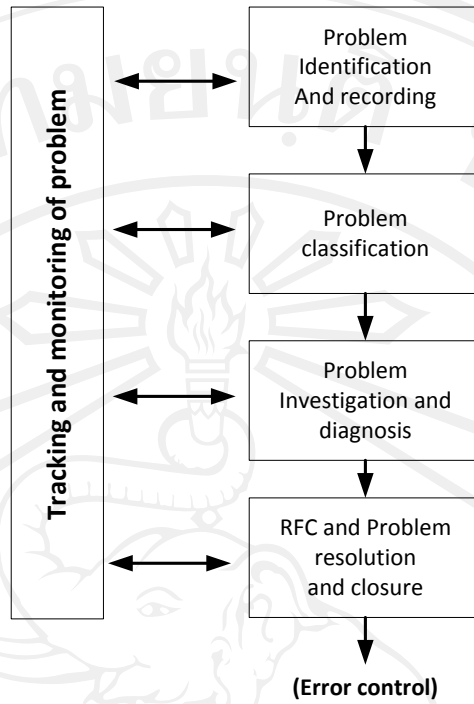 Tracking and monitoring of problem
Problem
Identification
And recording
Problem
classification
Problem
Investigation and
diagnosis
RFC and Problem
resolution
and closure
(Error control)